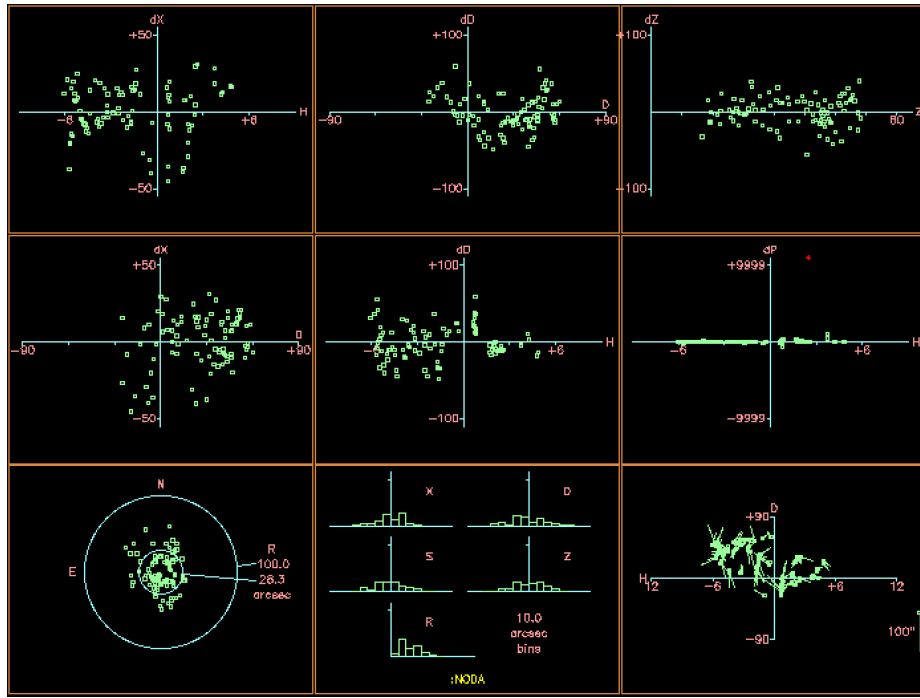 dX
+50
H
-6
+6
-50
dD
+100
D
-90
+90
-100
dZ
+100
Z
80
-100
dX
+50
D
-90
+90
-50
dD
+100
H
-6
+6
-100
dP
+9999
H
-6
+6
-9999
N
E
R
100.0
28.3
arcsec
X
D
S
Z
R
10.0
arcsec
bins
:NODA
D
+90
H
12
-6
+6
12
-90
100"